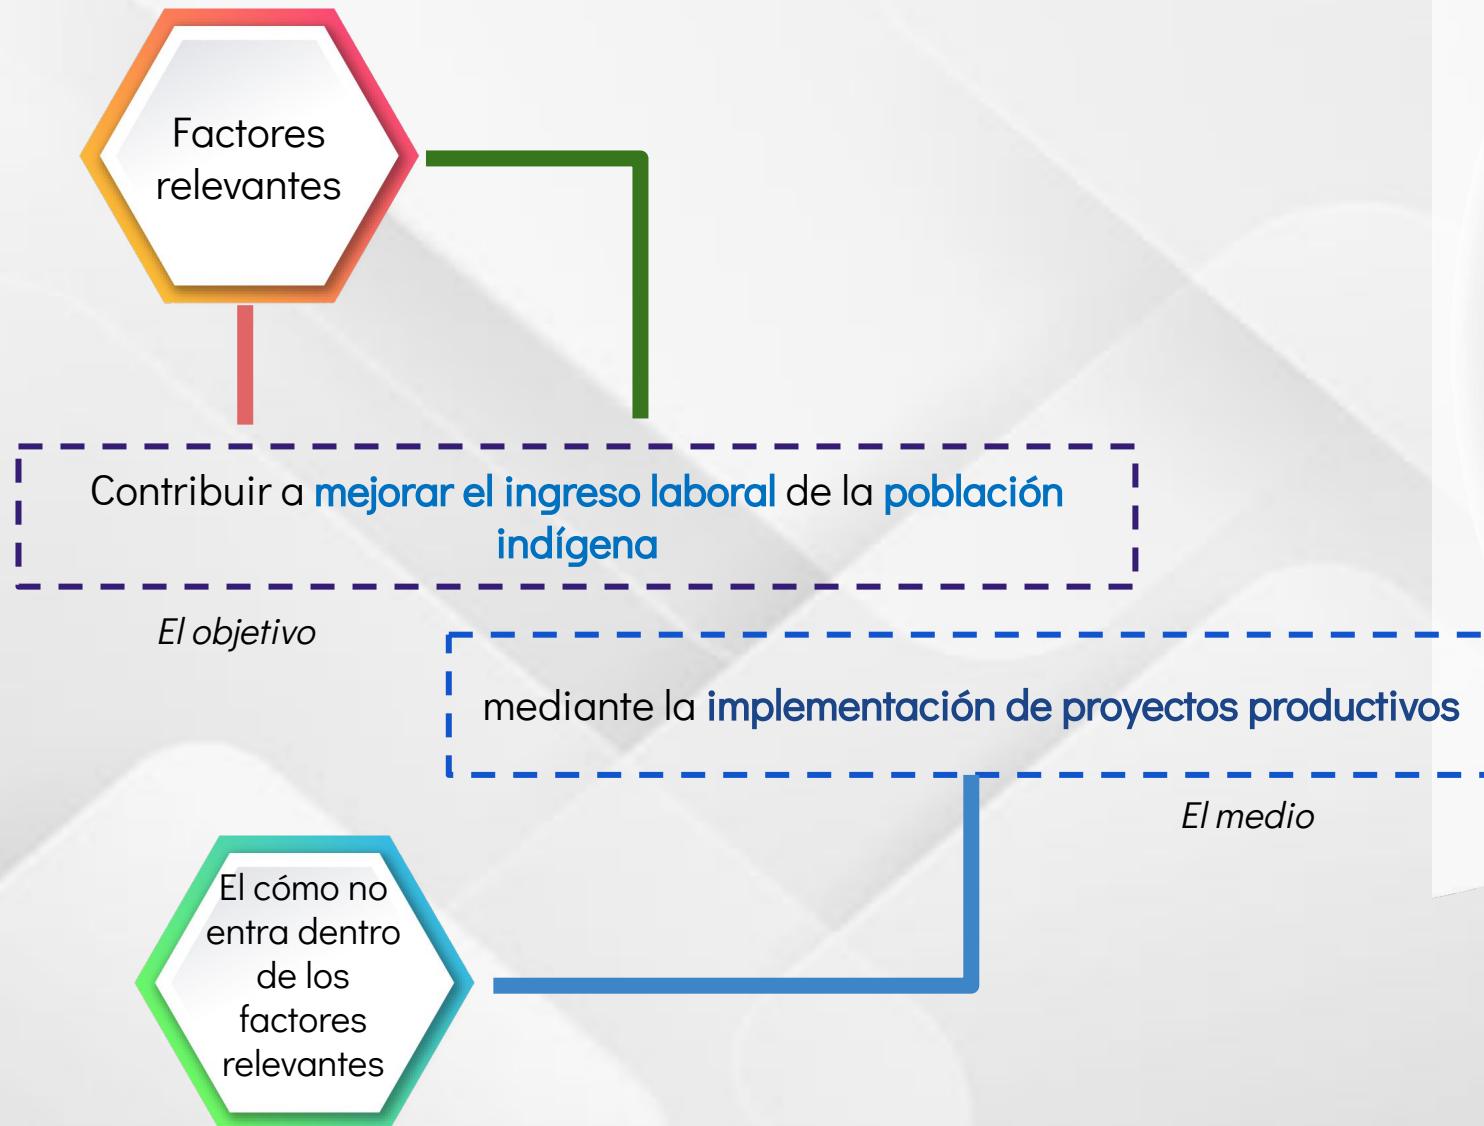 Factores
relevantes
Contribuir a mejorar el ingreso laboral de la población
indígena
El objetivo
mediante la implementación de proyectos productivos
El medio
El cómo no
entra dentro
de los
factores
relevantes